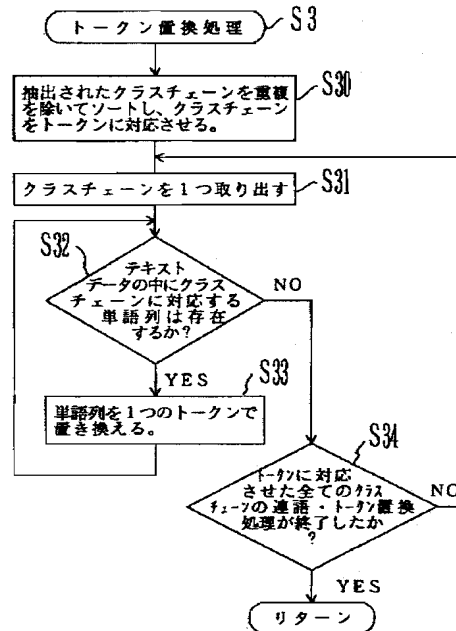 トークン置換処理
S3
抽出されたクラスチェーンを重複
を除いてソートし、クラスチェーン
をトークンに対応させる。
S30
クラスチェーンを1つ取り出す
S31
S32
テキスト
データの中にクラス
チェーンに対応する
単語列は存在
するか?
NO
YES
S33
単語列を1つのトークンで
置き換える。
S34
トークンに対応
させた全てのクラス
チェーンの連語・トークン置換
処理が終了したか
?
NO
YES
リターン